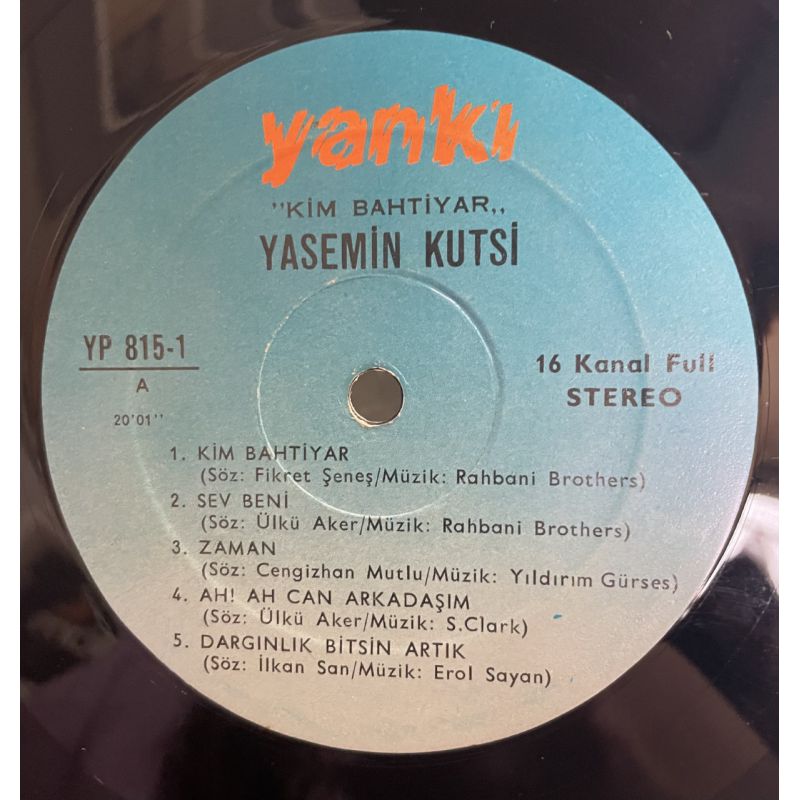 yankı
"KİM BAHTİYAR,,
YASEMİN KUTSİ
YP 815-1
A
20'01"
16 Kanal Full
STEREO
1. KİM BAHTİYAR
(Söz: Fikret Şeneş/Müzik: Rahbani Brothers)
2. SEV BENİ
(Söz: Ülkü Aker/Müzik: Rahbani Brothers)
3. ZAMAN
(Söz: Cengizhan Mutlu/Müzik: Yıldırım Gürses)
4. AH! AH CAN ARKADAŞIM
(Söz: Ülkü Aker/Müzik: S.Clark)
5. DARGINLIK BİTSİN ARTIK
(Söz: İlkan San/Müzik: Erol Sayan)